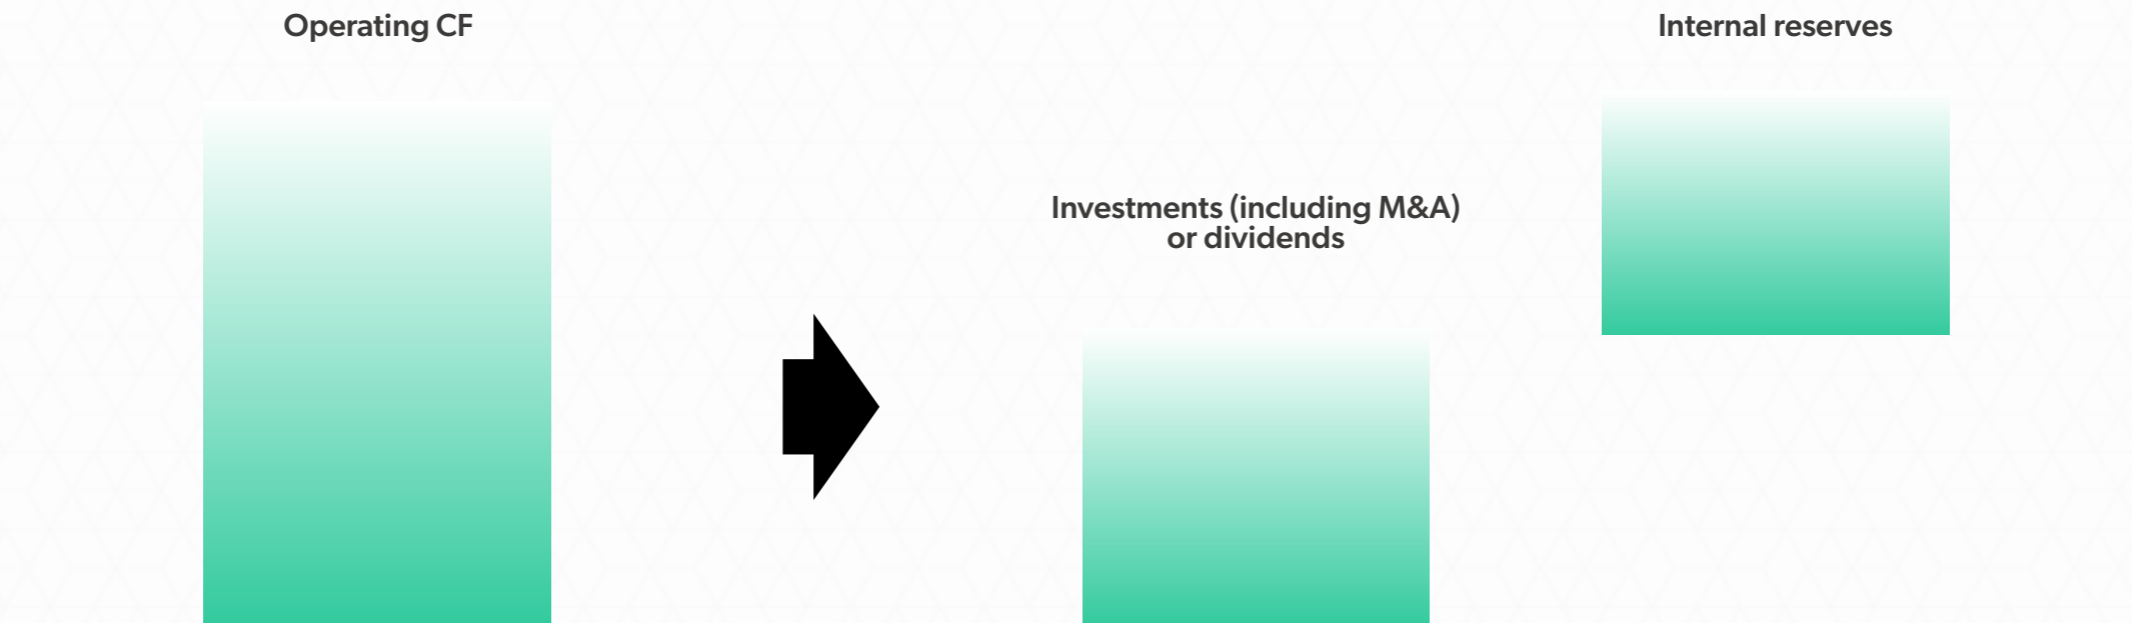 Operating CF
Investments (including M&A)
or dividends
Internal reserves